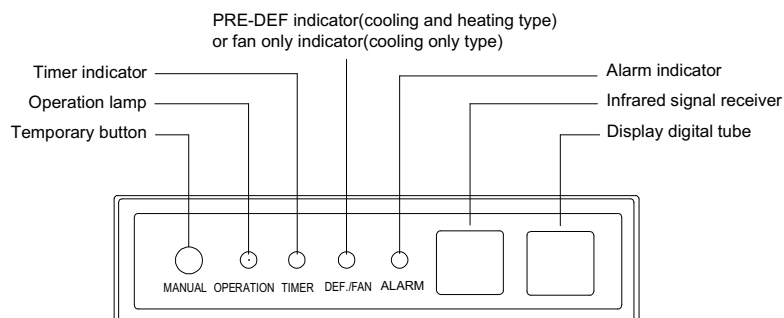 PRE-DEF indicator(cooling and heating type)
or fan only indicator(cooling only type)
Timer indicator
Alarm indicator
Operation lamp
Infrared signal receiver
Temporary button
Display digital tube
MANUAL OPERATION TIMER DEF./FAN ALARM